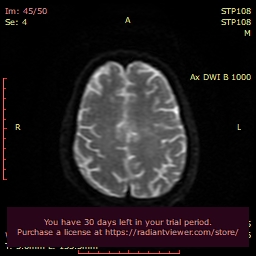 Im: 45/50
STP108
Se: 4
STP108
A
M
Ax DWI B 1000
R
L
You have 30 days left in your trial period.
Purchase a license at https://radiantviewer.com/store/